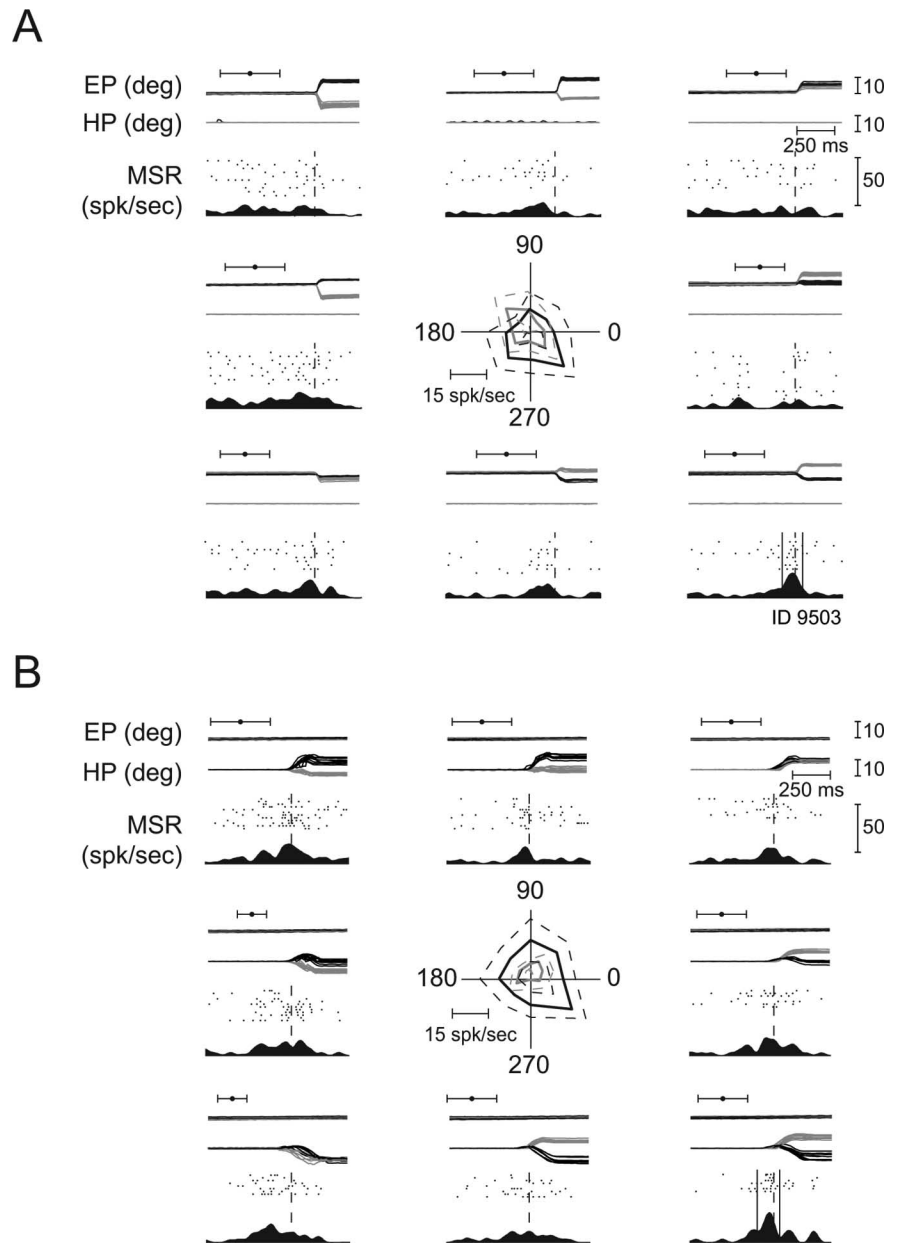 A
EP (deg)
10
HP (deg)
10
250 ms
MSR
(spk/sec)
50
90
180
0
15 spk/sec
270
ID 9503
B
EP (deg)
10
HP (deg)
10
250 ms
MSR
(spk/sec)
50
90
180
0
15 spk/sec
270